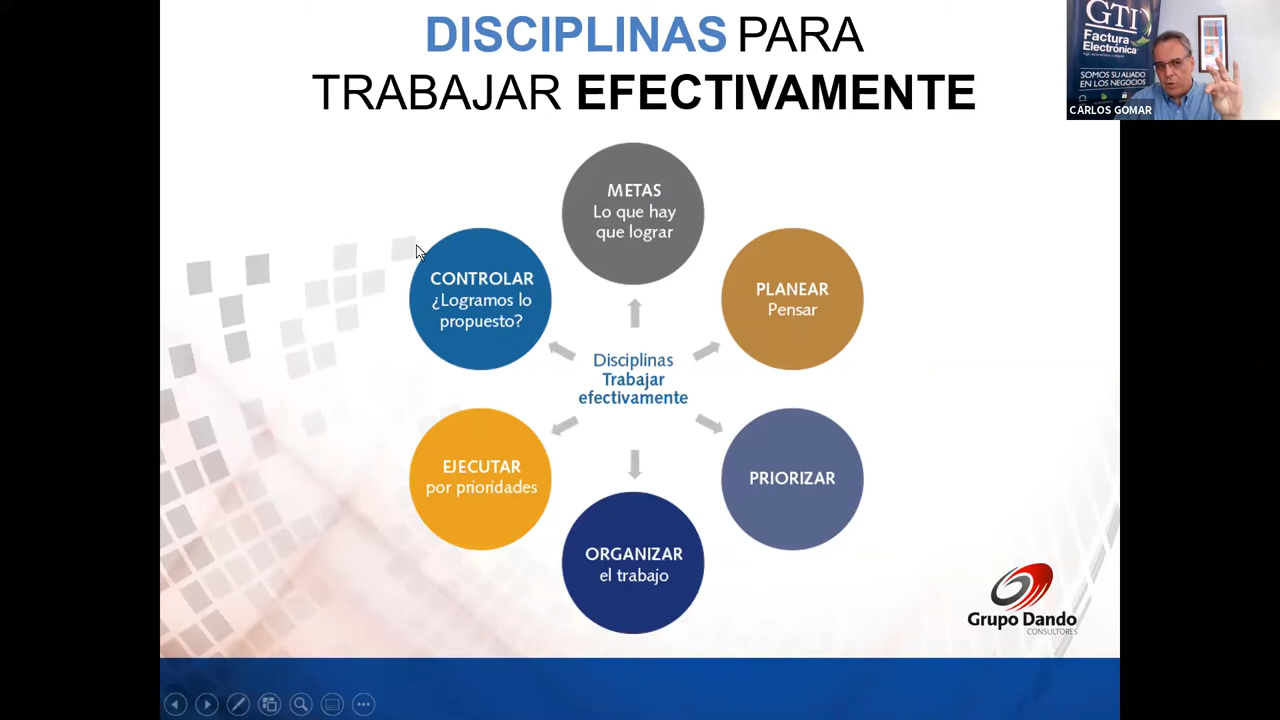 DISCIPLINAS PARA
TRABAJAR EFECTIVAMENTE
GTI
Factura
Electrónica
SOMOS SU ALIADO
EN LOS NEGOCIOS
CARLOS GOMAR
METAS
Lo que hay
que lograr
CONTROLAR
¿Logramos lo
propuesto?
PLANEAR
Pensar
Disciplinas
Trabajar
efectivamente
EJECUTAR
por prioridades
PRIORIZAR
ORGANIZAR
el trabajo
Grupo Dando
CONSULTORES